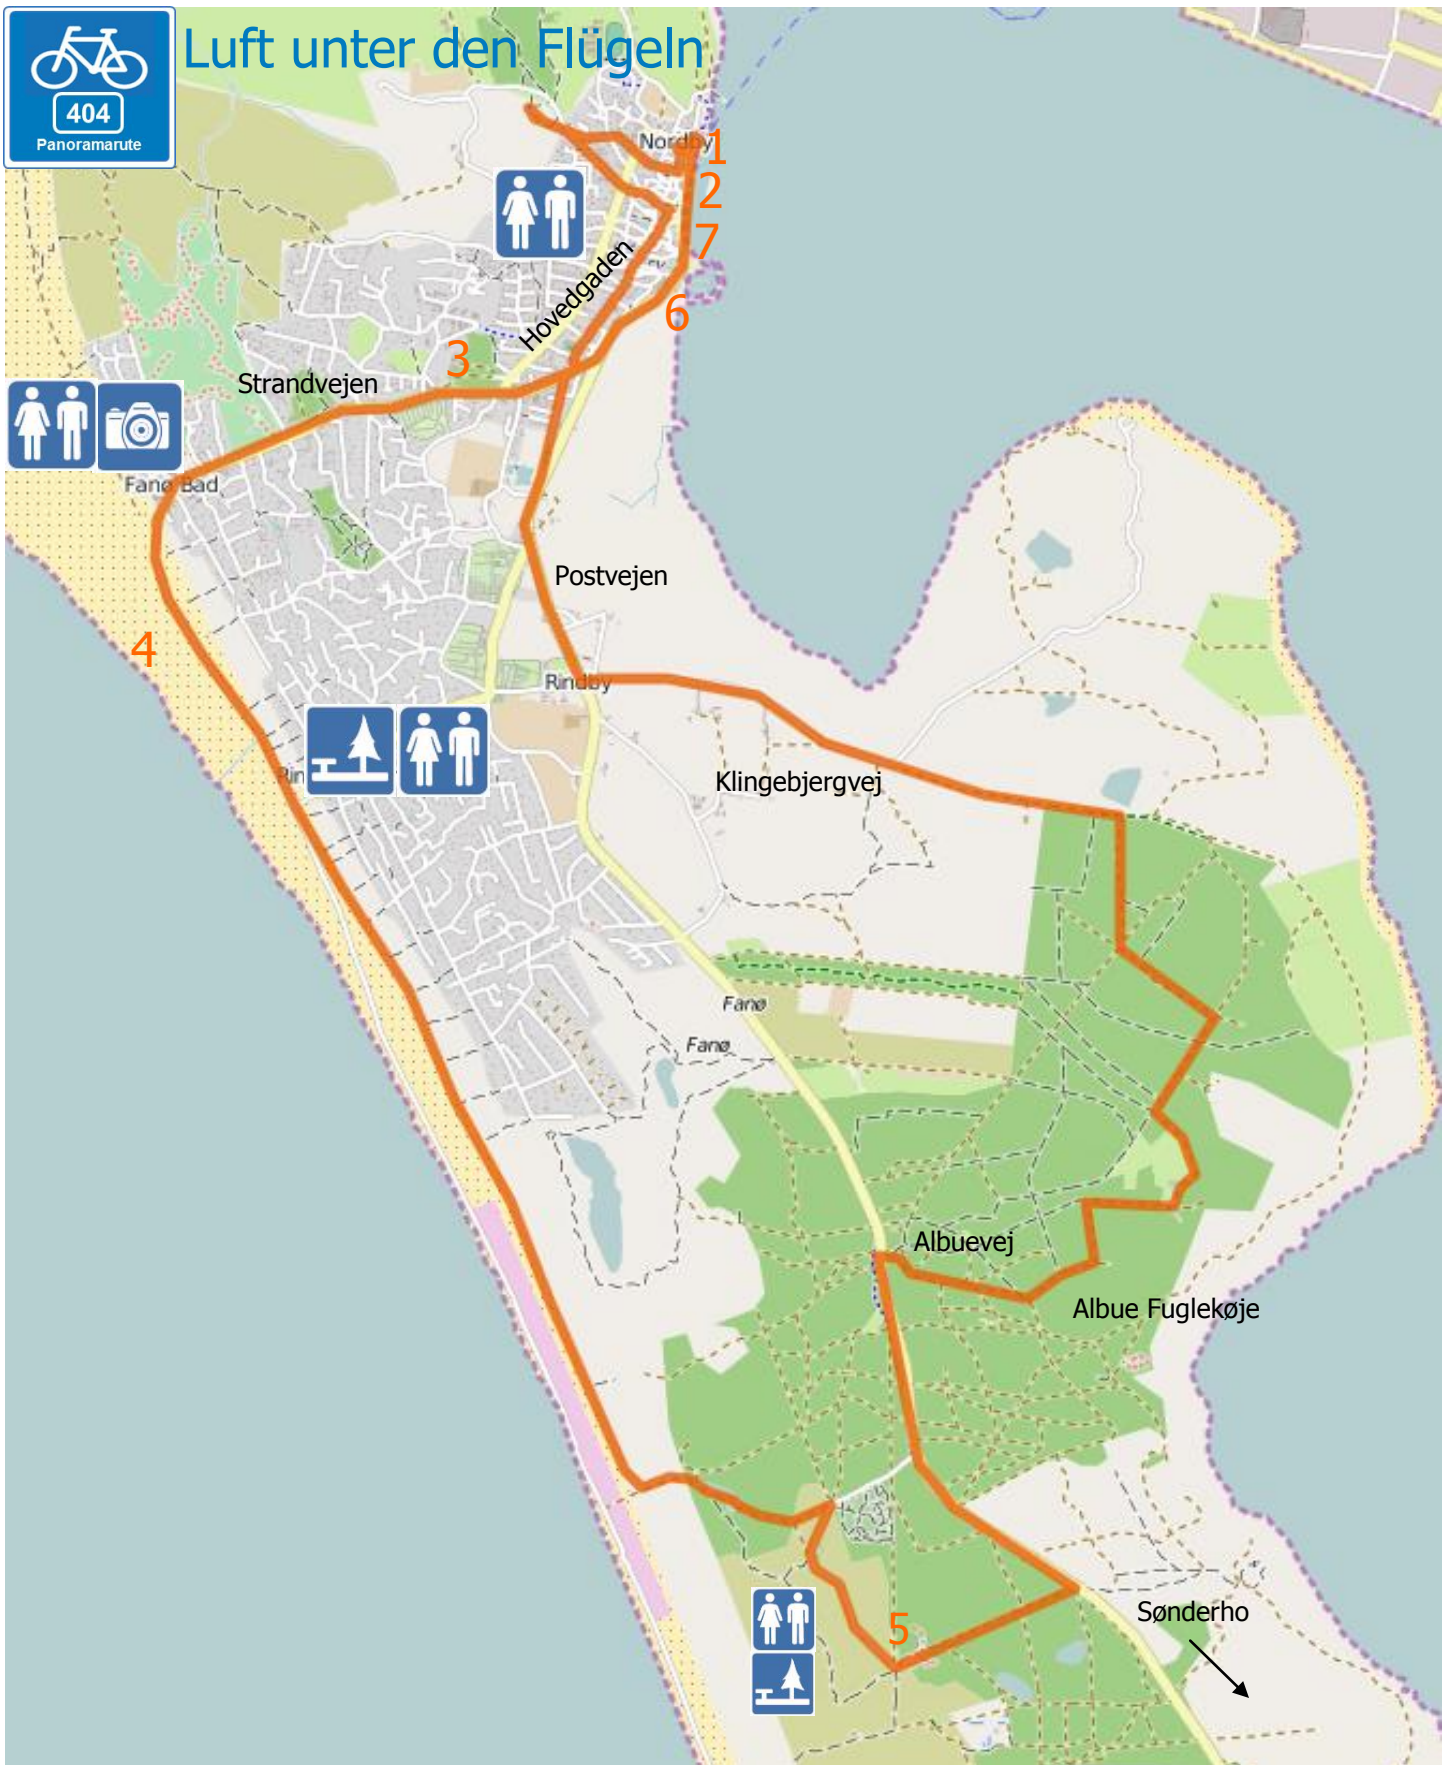 Luft unter den Flügeln
404
Panoramarute
Nordby
1
2
7
6
Hovedgaden
3
Strandvejen
Fanø Bad
Postvejen
4
Rindby
Rin
Klingebjergvej
Fanø
Fanø
Albuevej
Albue Fuglekøje
Sønderho
5